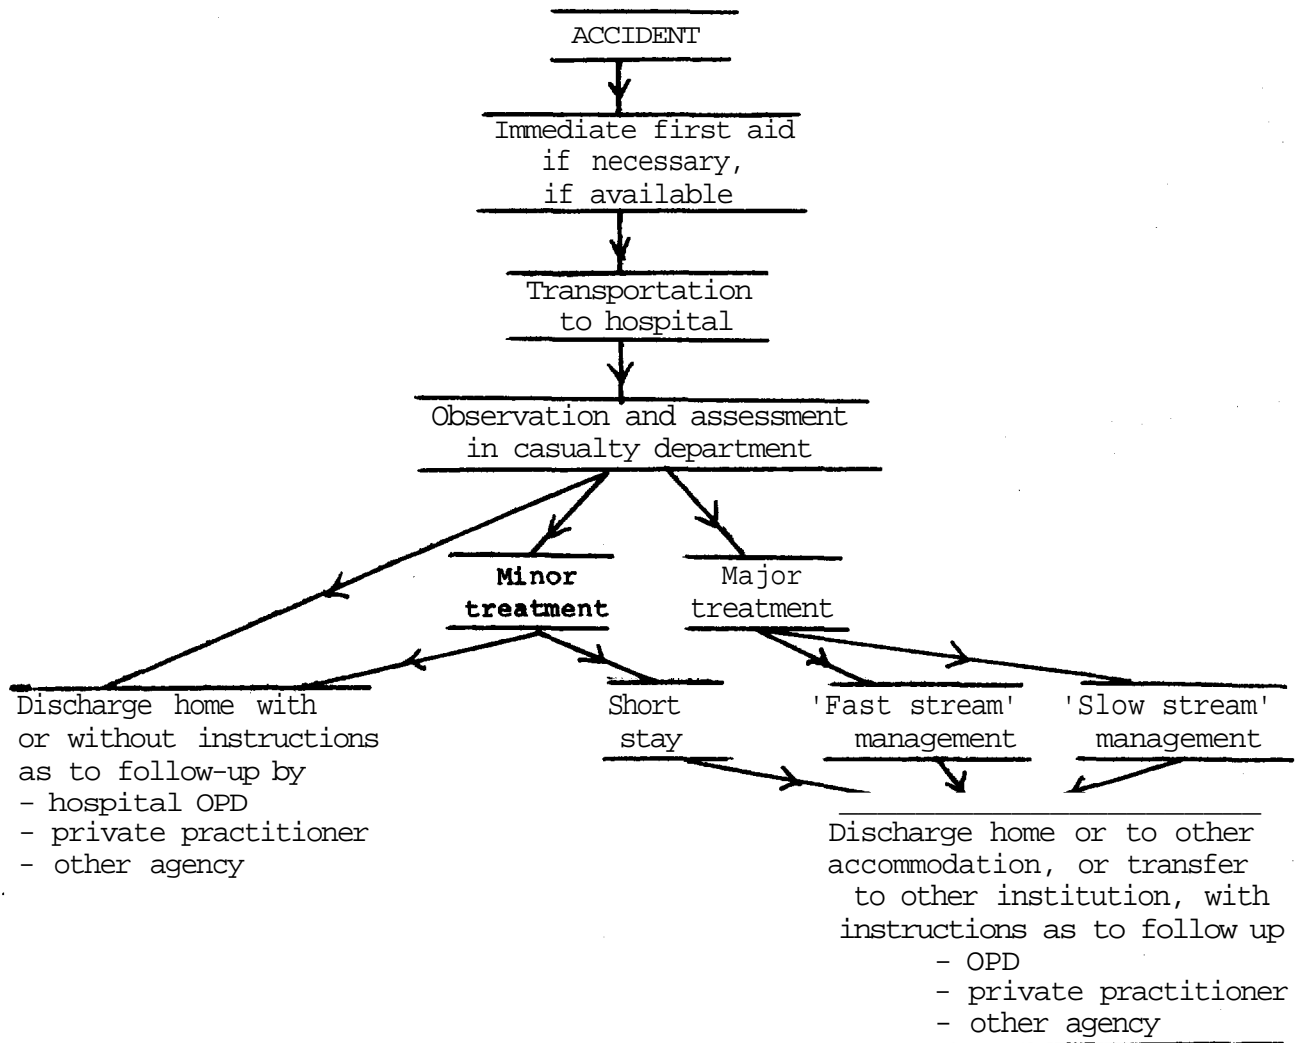 ACCIDENT
Immediate first aid
if necessary,
if available
Transportation
to hospital
Observation and assessment
in casualty department
Minor
treatment
Major
treatment
Discharge home with
or without instructions
as to follow-up by
- hospital OPD
- private practitioner
- other agency
Short
stay
'Fast stream'
management
'Slow stream'
management
Discharge home or to other
accommodation, or transfer
to other institution, with
instructions as to follow up
- OPD
- private practitioner
- other agency